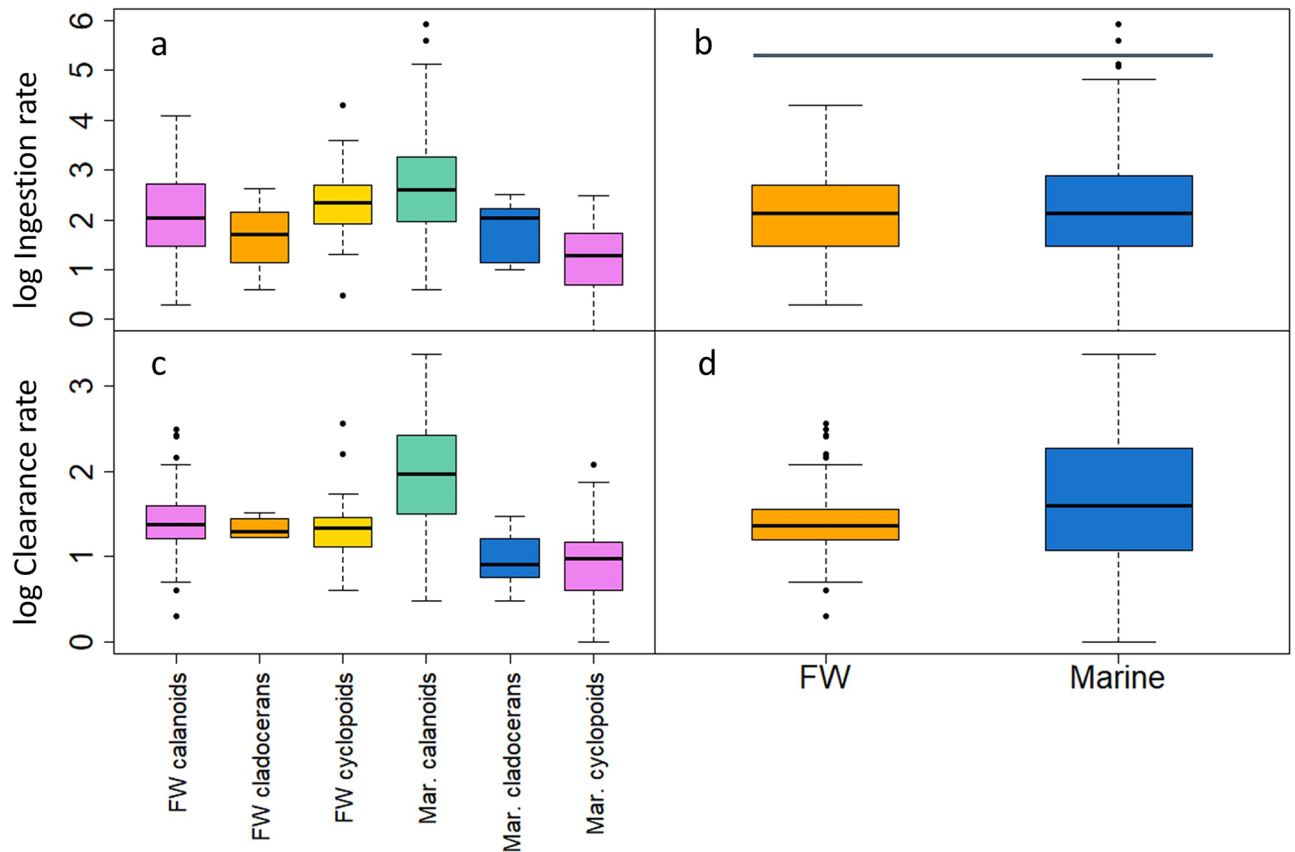 a
b
log Ingestion rate
6
5
4
3
2
1
0
c
d
log Clearance rate
3
2
1
0
FW calanoids
FW cladocerans
FW cyclopoids
Mar. calanoids
Mar. cladocerans
Mar. cyclopoids
FW
Marine